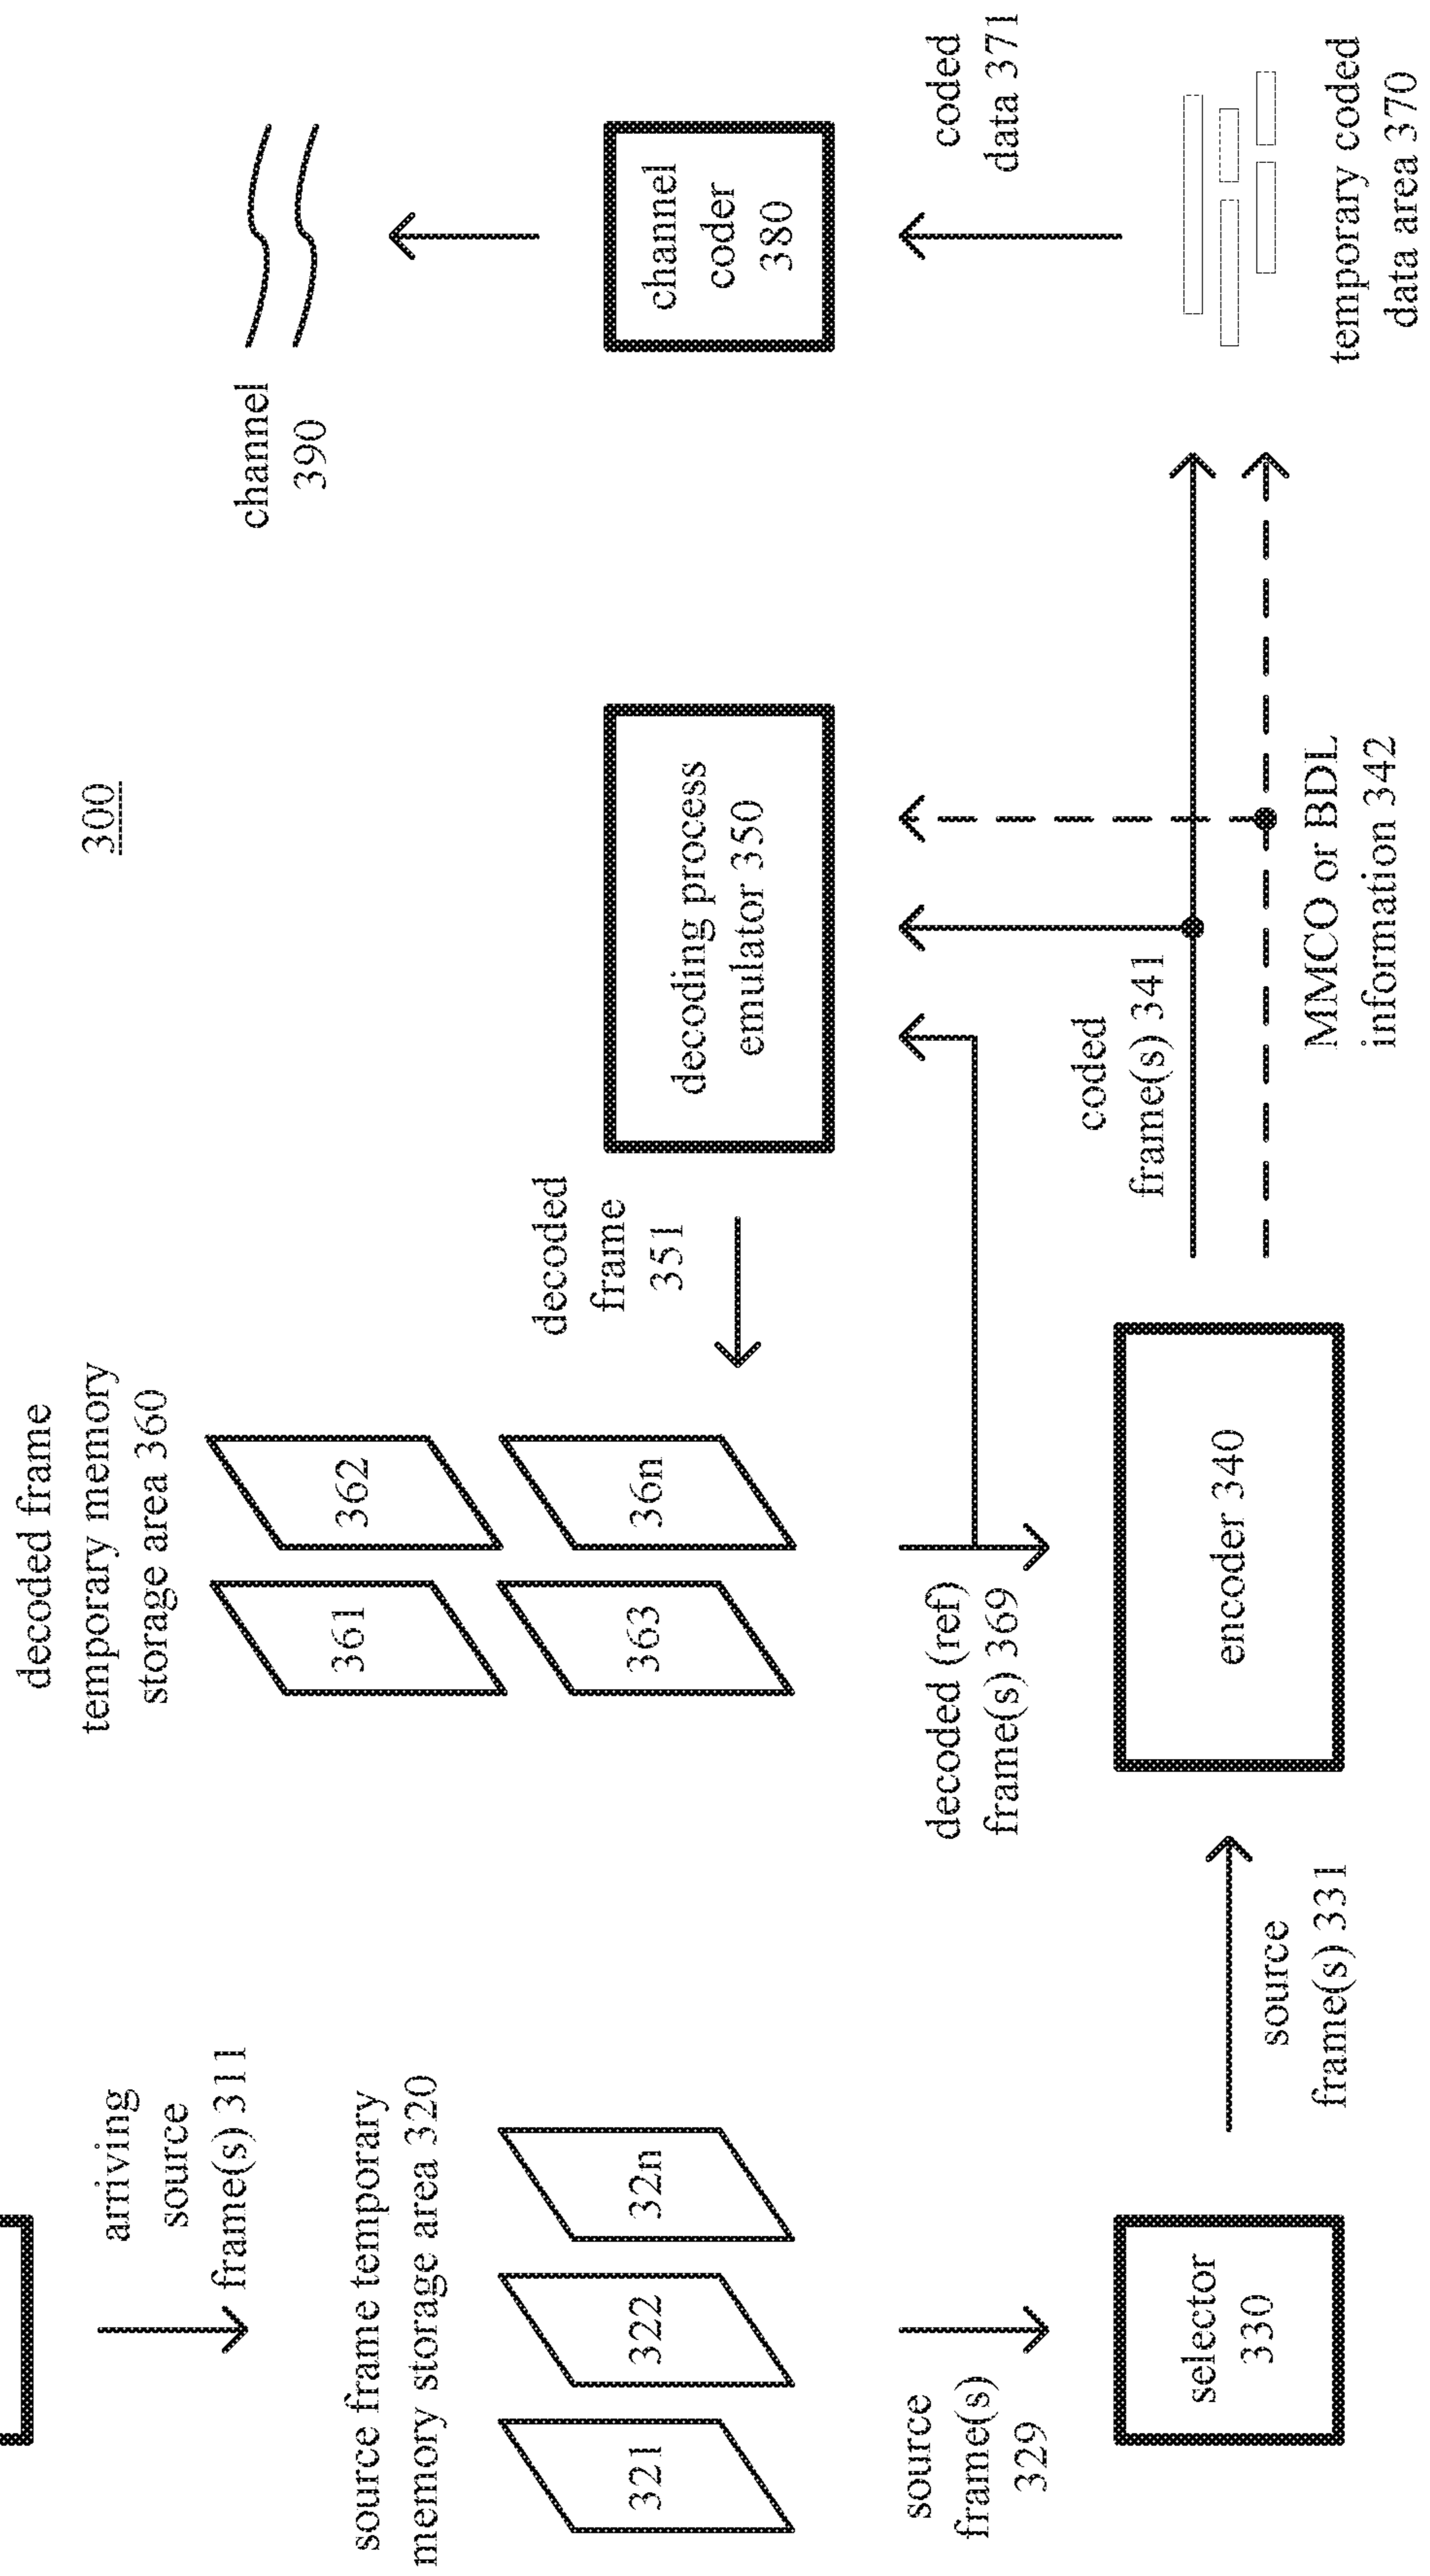 300
arriving
source
frame(s) 311
source frame temporary
memory storage area 320
321
322
32n
source
frame(s)
329
selector
330
source
frame(s) 331
decoded frame
temporary memory
storage area 360
361
362
363
36n
decoded (ref)
frame(s) 369
encoder 340
decoded
frame
351
decoding process
emulator 350
coded
frame(s) 341
MMCO or BDL
information 342
channel
390
channel
coder
380
coded
data 371
temporary coded
data area 370